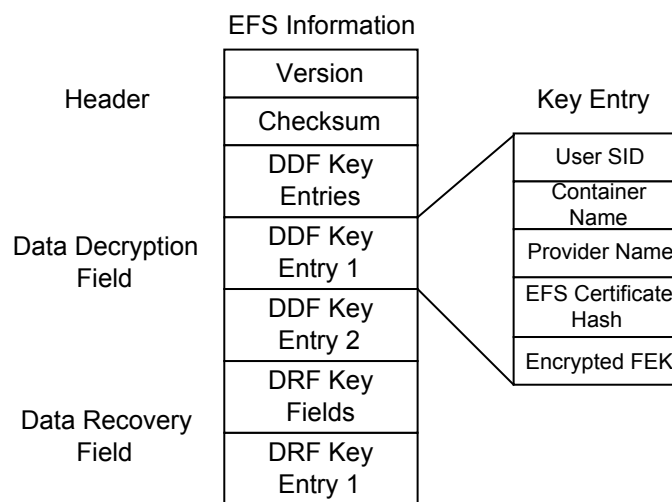 EFS Information
Header
Version
Checksum
Data Decryption
Field
DDF Key
Entries
DDF Key
Entry 1
DDF Key
Entry 2
Data Recovery
Field
DRF Key
Fields
DRF Key
Entry 1
Key Entry
User SID
Container
Name
Provider Name
EFS Certificate
Hash
Encrypted FEK